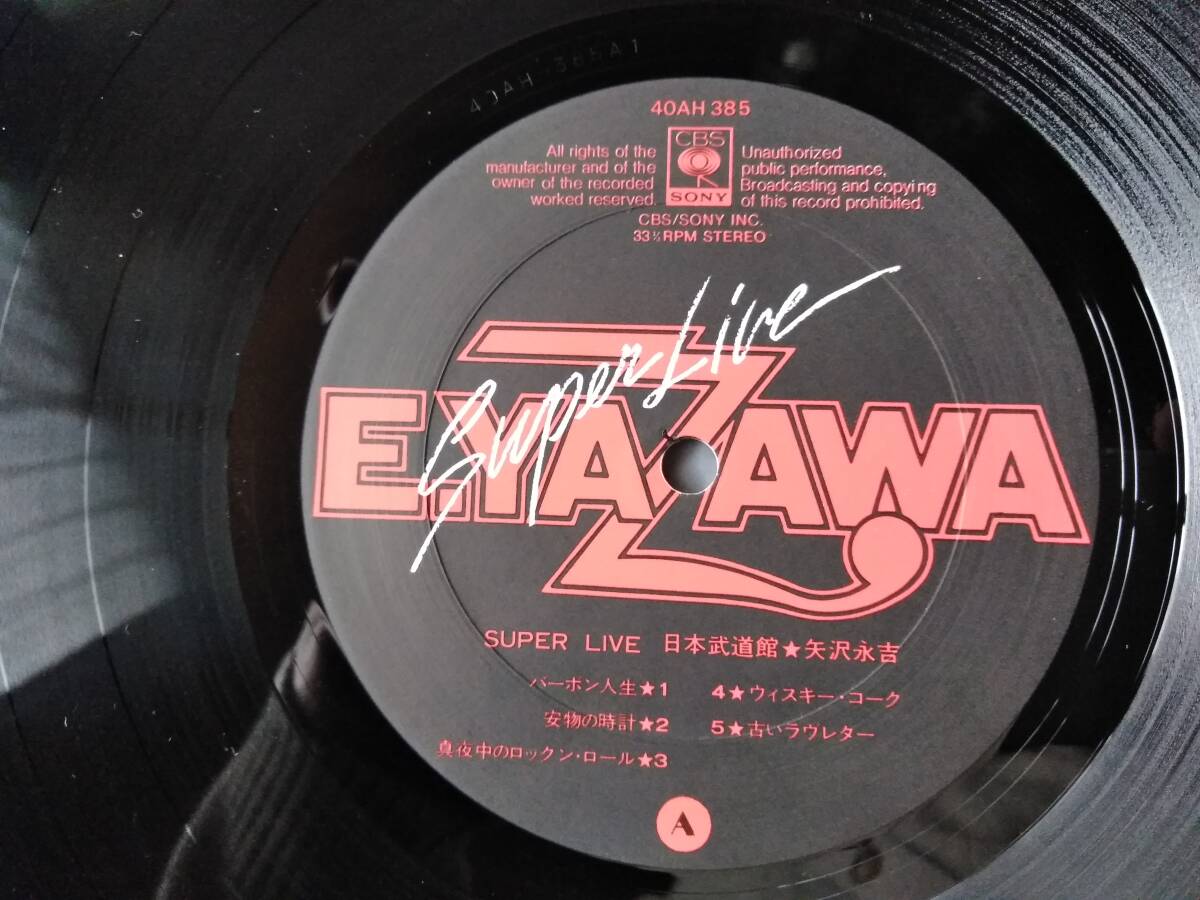 40AH 385A1
40AH 385
CBS
SONY
All rights of the
manufacturer and of the
owner of the recorded
worked reserved.
Unauthorized
public performance,
Broadcasting and copying
of this record prohibited.
CBS/SONY INC.
33⅓RPM STEREO
Super Live
E.YAZAWA
SUPER LIVE 日本武道館★矢沢永吉
バーボン人生★1
安物の時計★2
真夜中のロックン・ロール★3
4★ウィスキー・コーク
5★古いラヴレター
A